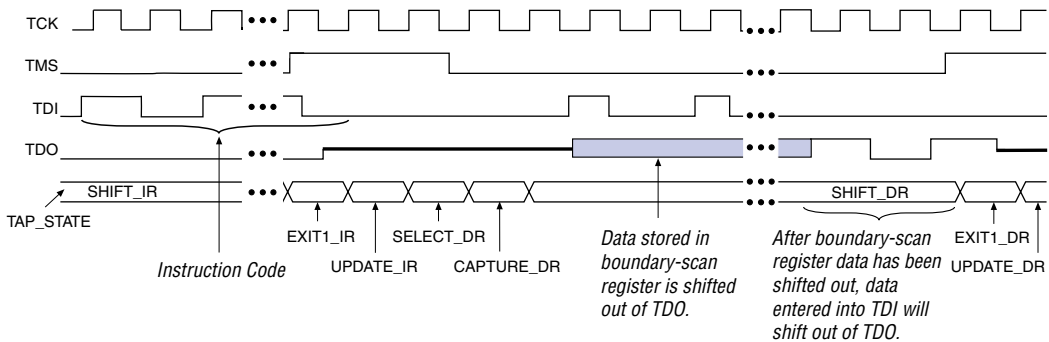 TCK
TMS
TDI
TDO
SHIFT_IR
SHIFT_DR
TAP_STATE
EXIT1_IR
SELECT_DR
EXIT1_DR
Instruction Code
UPDATE_IR
CAPTURE_DR
UPDATE_DR
Data stored in
boundary-scan
register is shifted
out of TDO.
After boundary-scan
register data has been
shifted out, data
entered into TDI will
shift out of TDO.